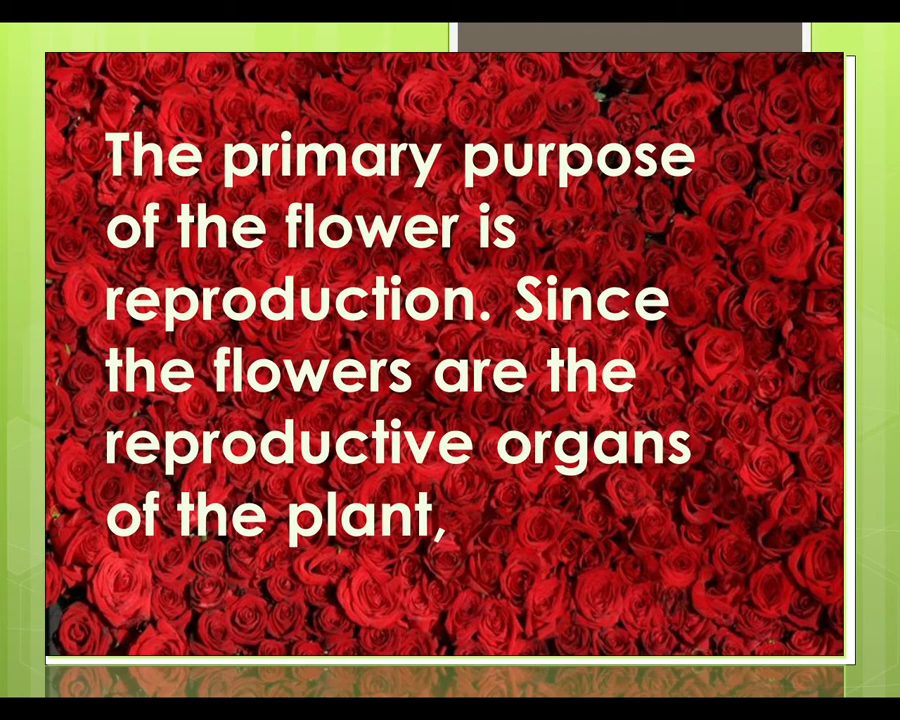 The primary purpose
of the flower is
reproduction. Since
the flowers are the
reproductive organs
of the plant,